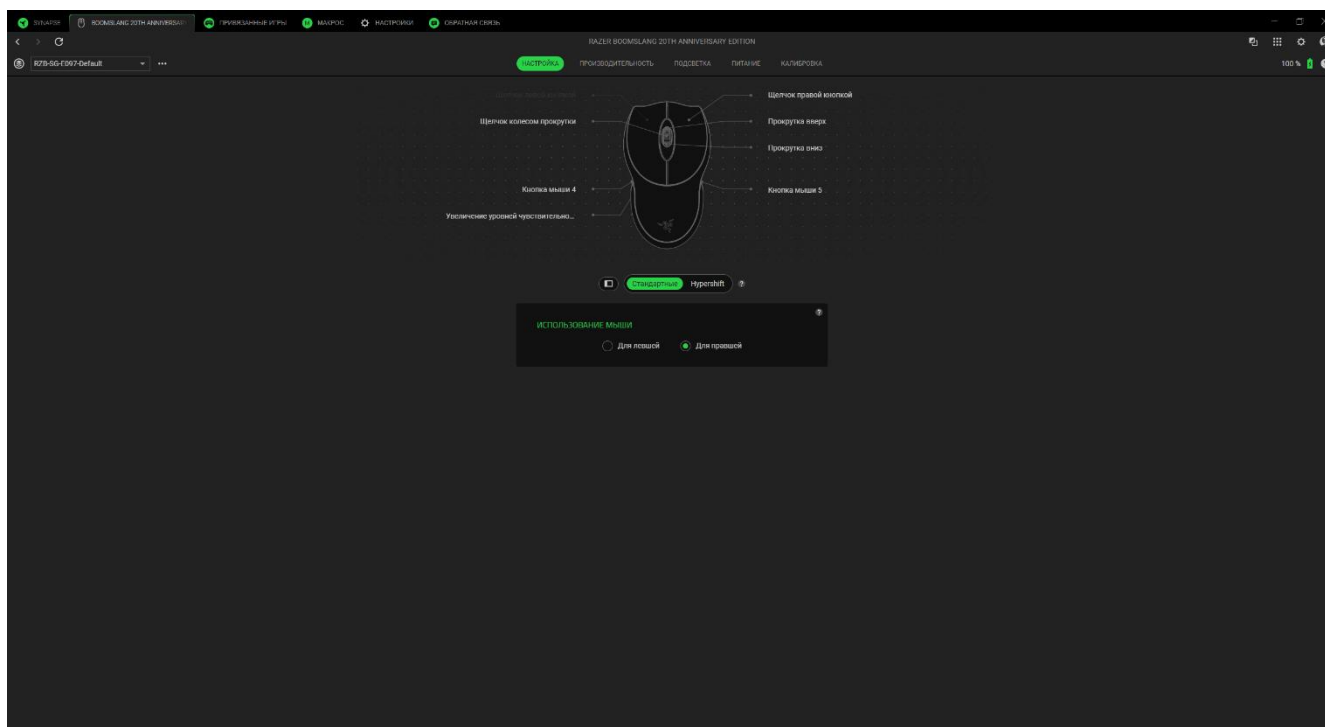 SYNAPSE
BOOMSLANG 20TH ANNIVERSARY
ПРИВЯЗАННЫЕ ИГРЫ
МАКРОС
НАСТРОЙКИ
ОБРАТНАЯ СВЯЗЬ
RAZER BOOMSLANG 20TH ANNIVERSARY EDITION
RZB-SG-F097-Default
НАСТРОЙКА
ПРОИЗВОДИТЕЛЬНОСТЬ
ПОДСВЕТКА
ПИТАНИЕ
КАЛИБРОВКА
100 %
Щелчок правой кнопкой
Щелчок колесом прокрутки
Прокрутка вверх
Прокрутка вниз
Кнопка мыши 4
Кнопка мыши 5
Увеличение уровней чувствительно...
Стандартные
Hypershift
?
?
ИСПОЛЬЗОВАНИЕ МЫШИ
Для левшей
Для правшей